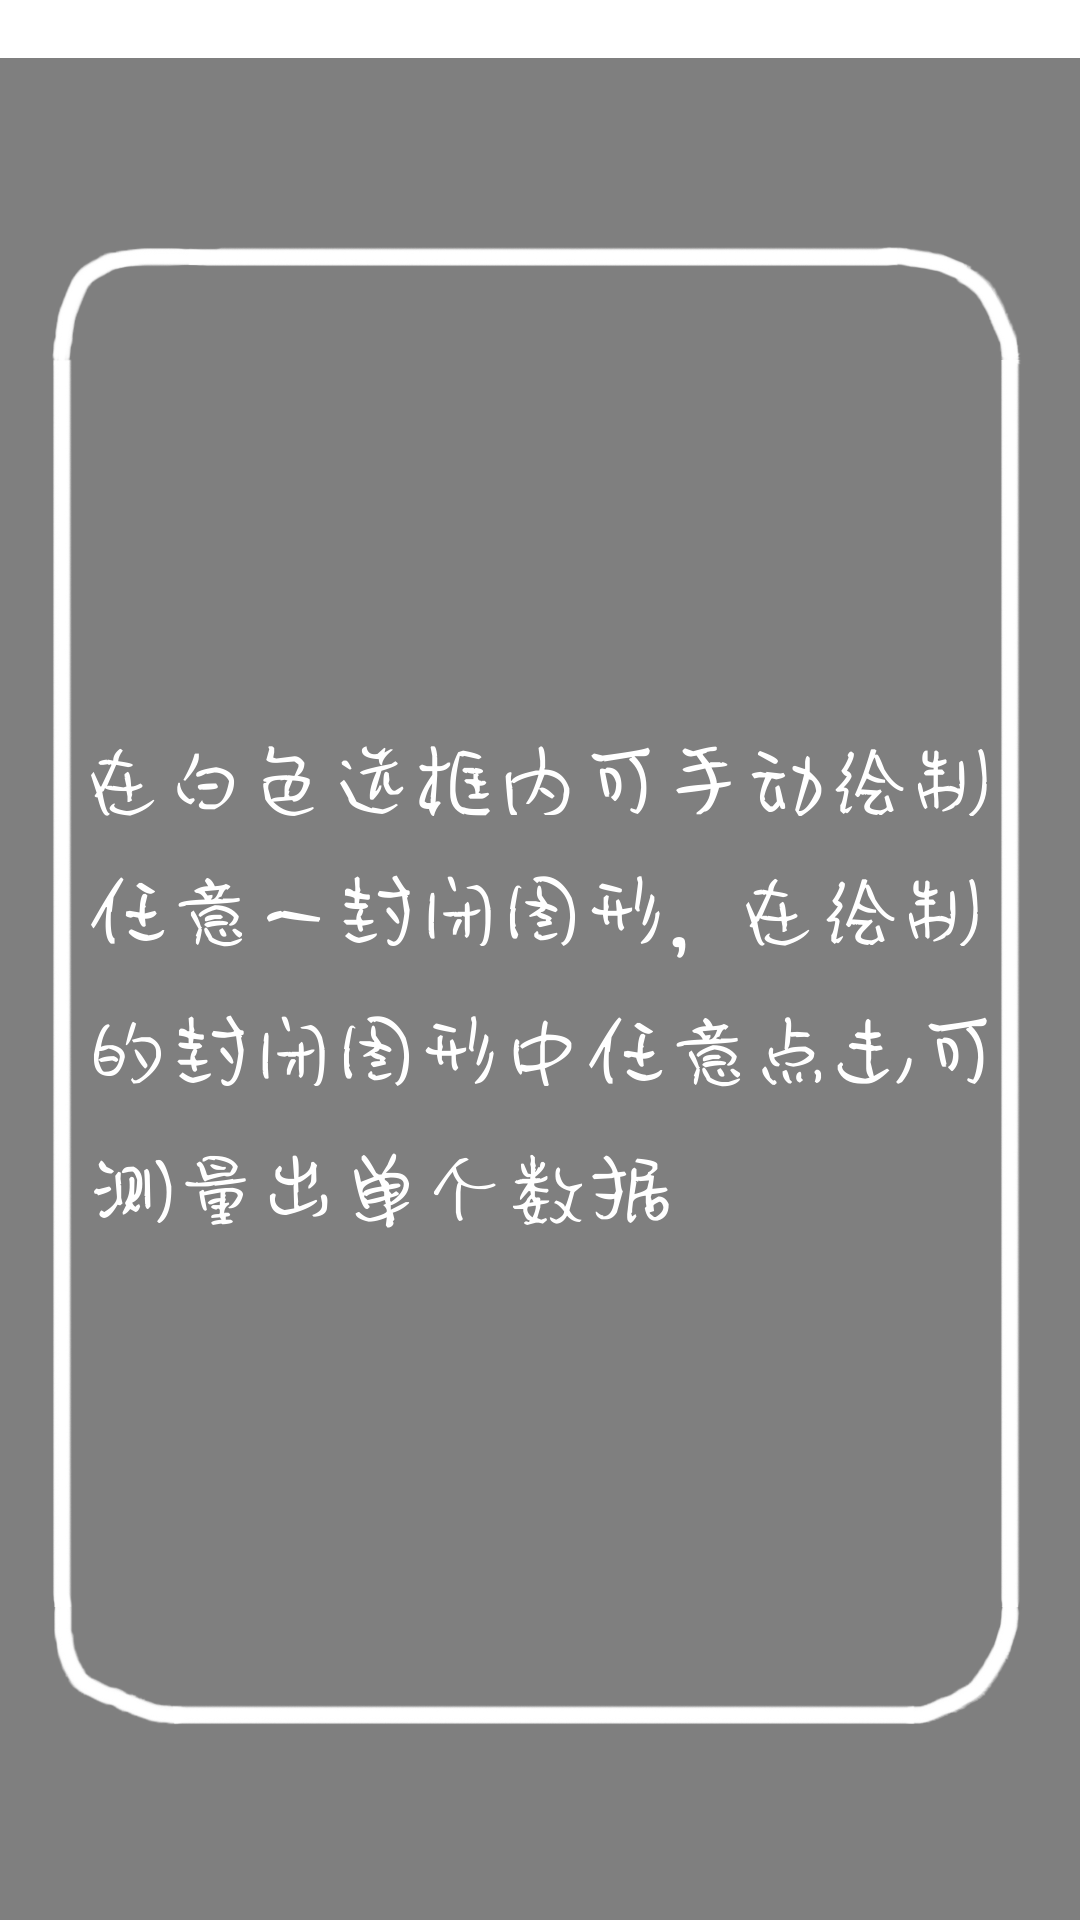 在白色选框内可手动绘制
任意一封闭图形，在绘制
的封闭图形中任意点击,可
测量出单个数据